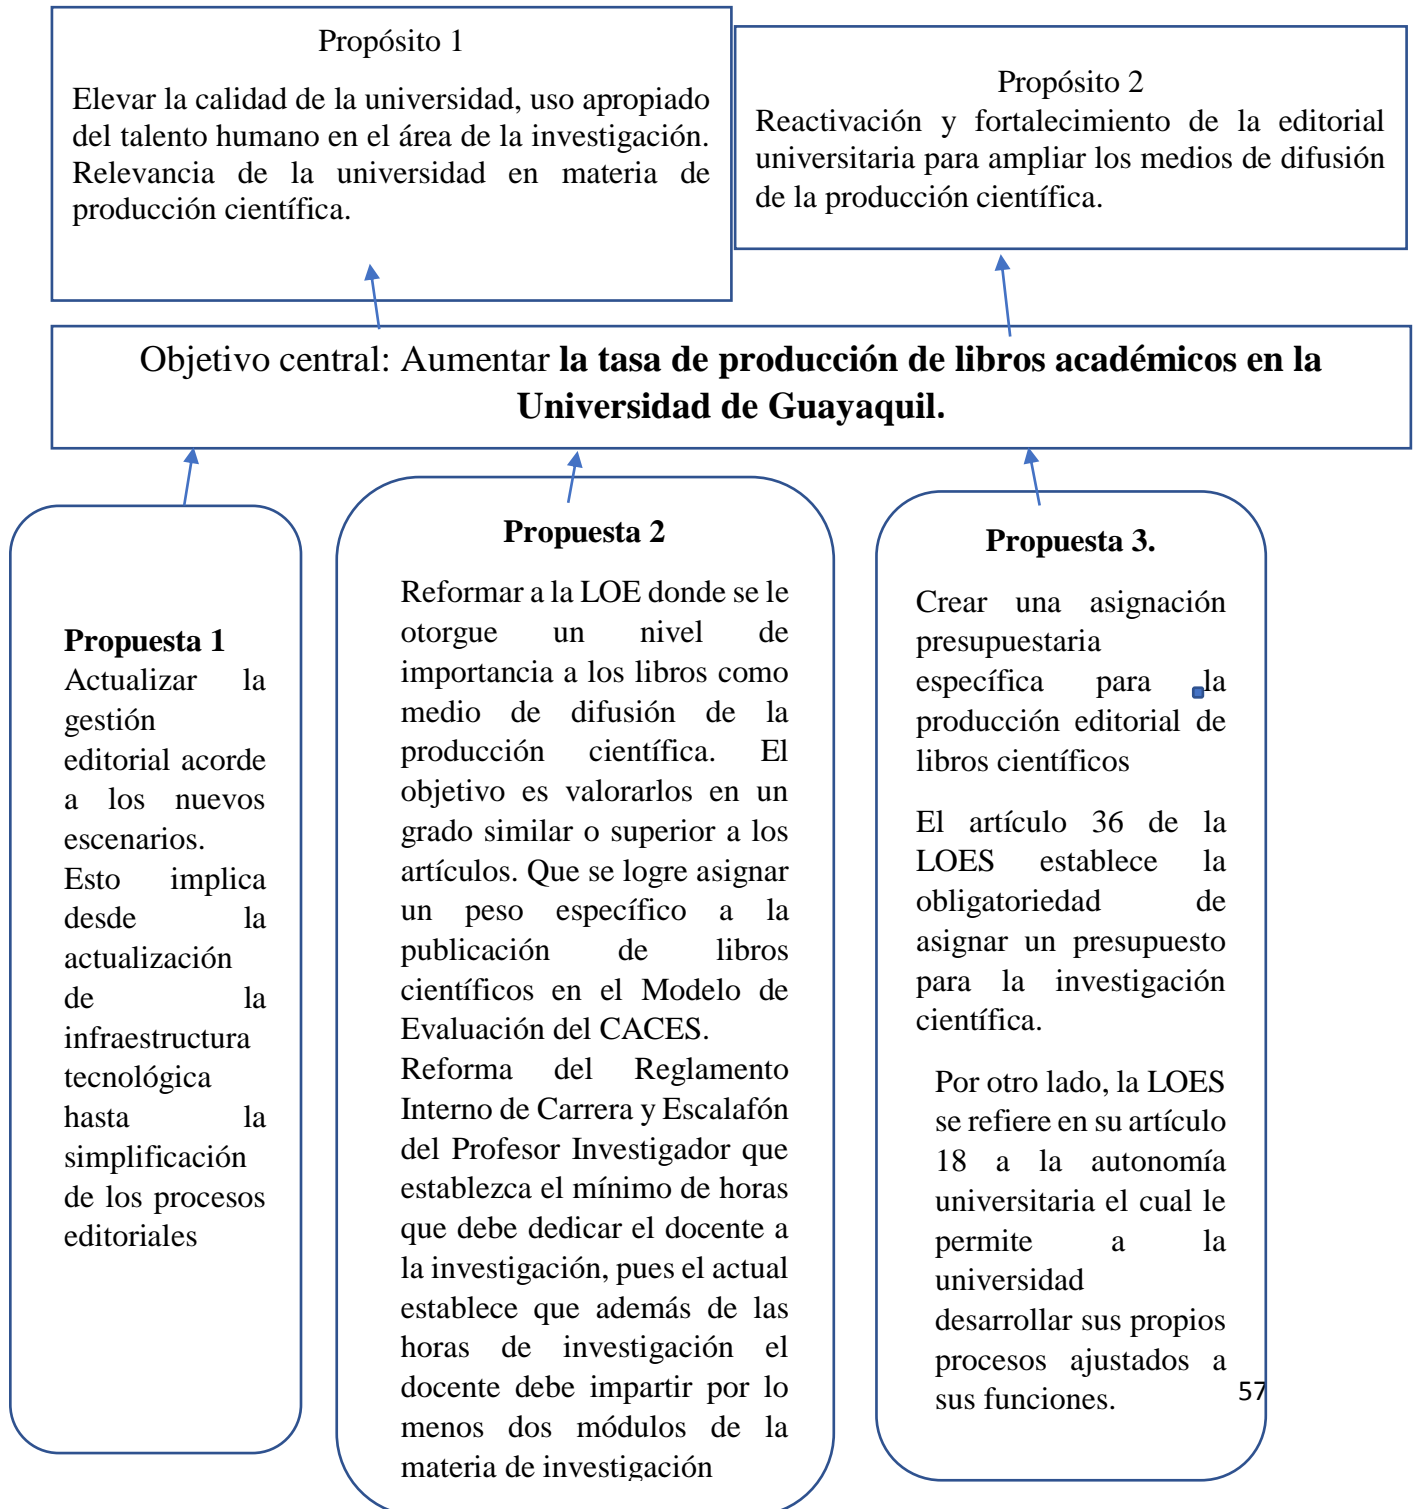 Propósito 1
Elevar la calidad de la universidad, uso apropiado
del talento humano en el área de la investigación.
Relevancia de la universidad en materia de
producción científica.
Propósito 2
Reactivación y fortalecimiento de la editorial
universitaria para ampliar los medios de difusión
de la producción científica.
Objetivo central: Aumentar la tasa de producción de libros académicos en la
Universidad de Guayaquil.
Propuesta 1
Actualizar la
gestión
editorial acorde
a los nuevos
escenarios.
Esto implica
desde la
actualización
de la
infraestructura
tecnológica
hasta la
simplificación
de los procesos
editoriales
Propuesta 2
Reformar a la LOE donde se le
otorgue un nivel de
importancia a los libros como
medio de difusión de la
producción científica. El
objetivo es valorarlos en un
grado similar o superior a los
artículos. Que se logre asignar
un peso específico a la
publicación de libros
científicos en el Modelo de
Evaluación del CACES.
Reforma del Reglamento
Interno de Carrera y Escalafón
del Profesor Investigador que
establezca el mínimo de horas
que debe dedicar el docente a
la investigación, pues el actual
establece que además de las
horas de investigación el
docente debe impartir por lo
menos dos módulos de la
materia de investigación
Propuesta 3.
Crear una asignación
presupuestaria
específica para la
producción editorial de
libros científicos
El artículo 36 de la
LOES establece la
obligatoriedad de
asignar un presupuesto
para la investigación
científica.
Por otro lado, la LOES
se refiere en su artículo
18 a la autonomía
universitaria el cual le
permite a la
universidad
desarrollar sus propios
procesos ajustados a
sus funciones.
57